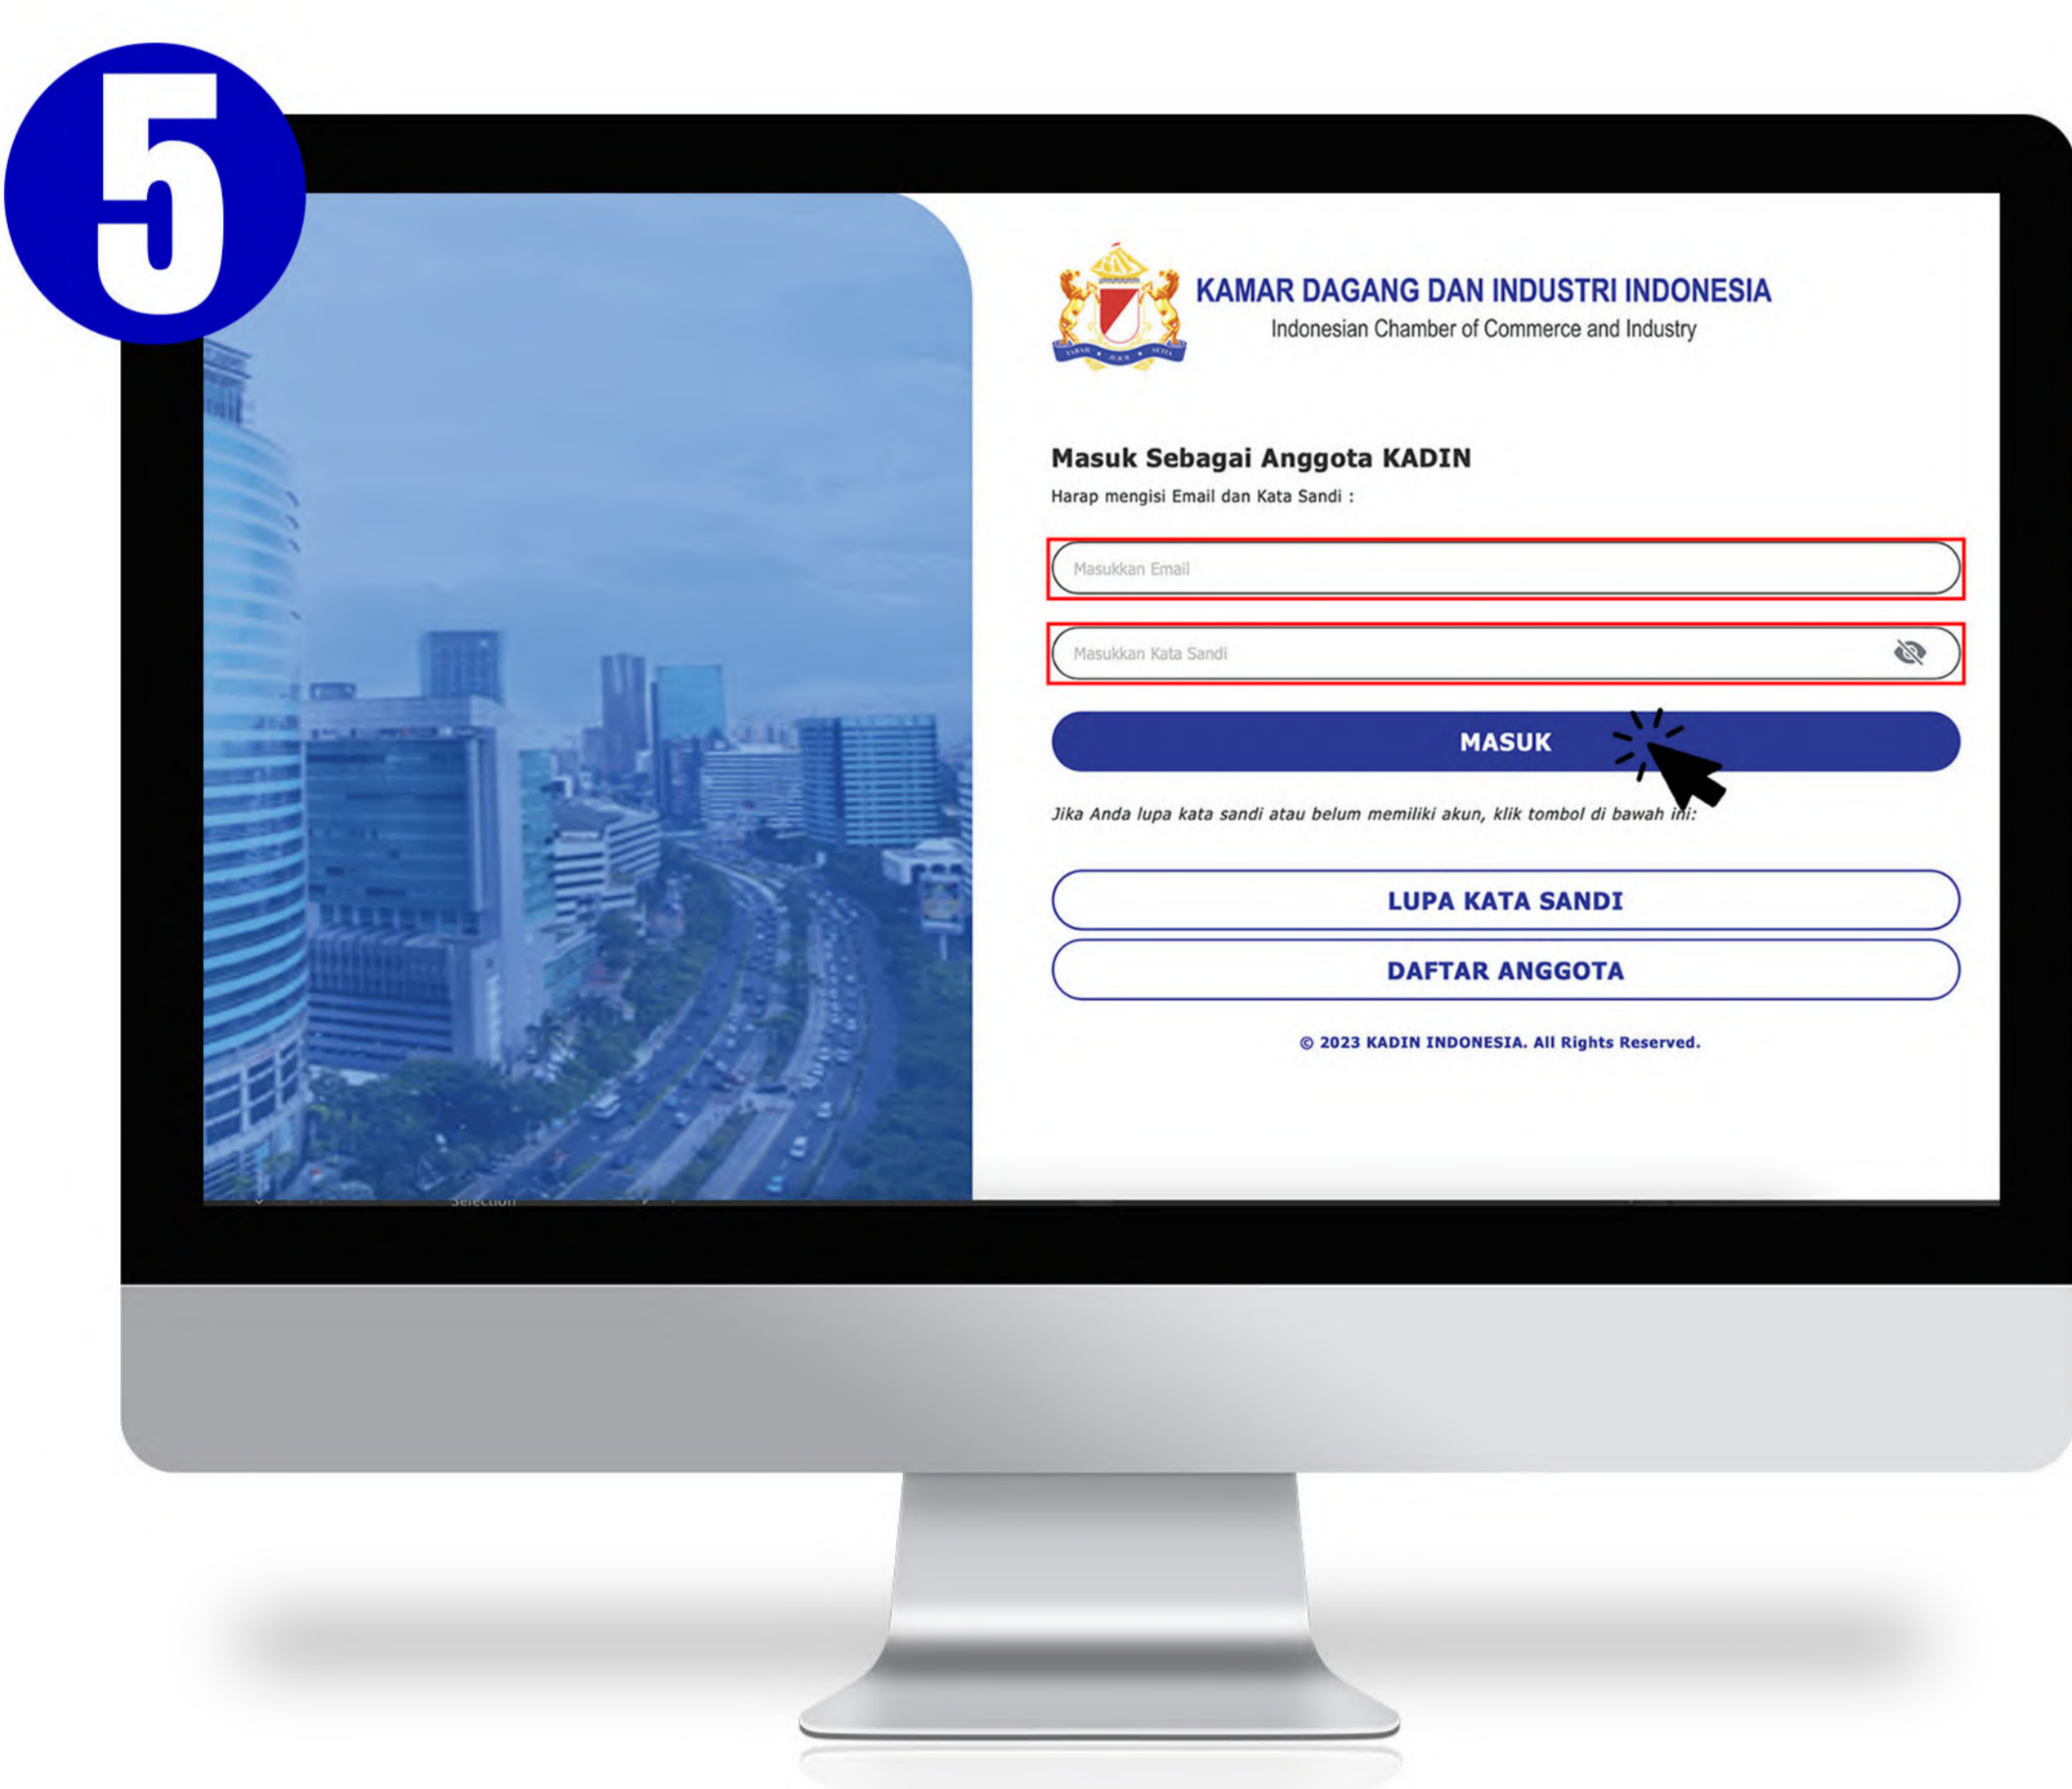 5
KAMAR DAGANG DAN INDUSTRI INDONESIA
Indonesian Chamber of Commerce and Industry
Masuk Sebagai Anggota KADIN
Harap mengisi Email dan Kata Sandi :
Masukkan Email
Masukkan Kata Sandi
MASUK
Jika Anda lupa kata sandi atau belum memiliki akun, klik tombol di bawah ini:
LUPA KATA SANDI
DAFTAR ANGGOTA
© 2023 KADIN INDONESIA. All Rights Reserved.
Selection